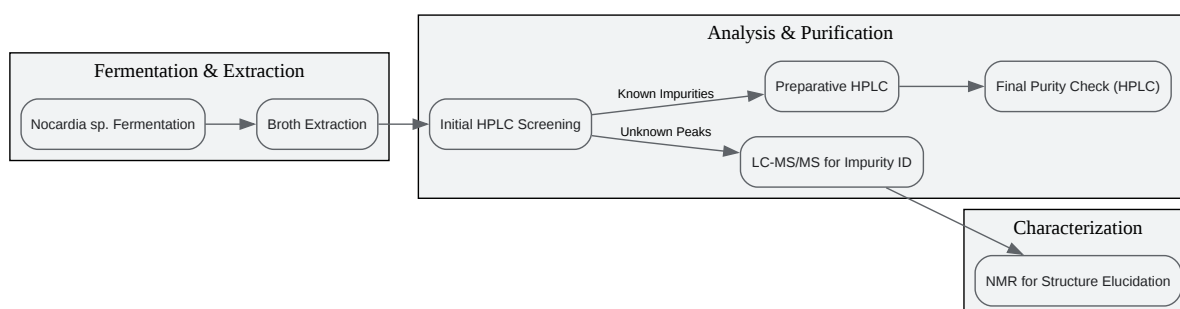 Analysis & Purification
Fermentation & Extraction
Nocardia sp. Fermentation
Broth Extraction
Initial HPLC Screening
Known Impurities
Unknown Peaks
Preparative HPLC
Final Purity Check (HPLC)
LC-MS/MS for Impurity ID
Characterization
NMR for Structure Elucidation